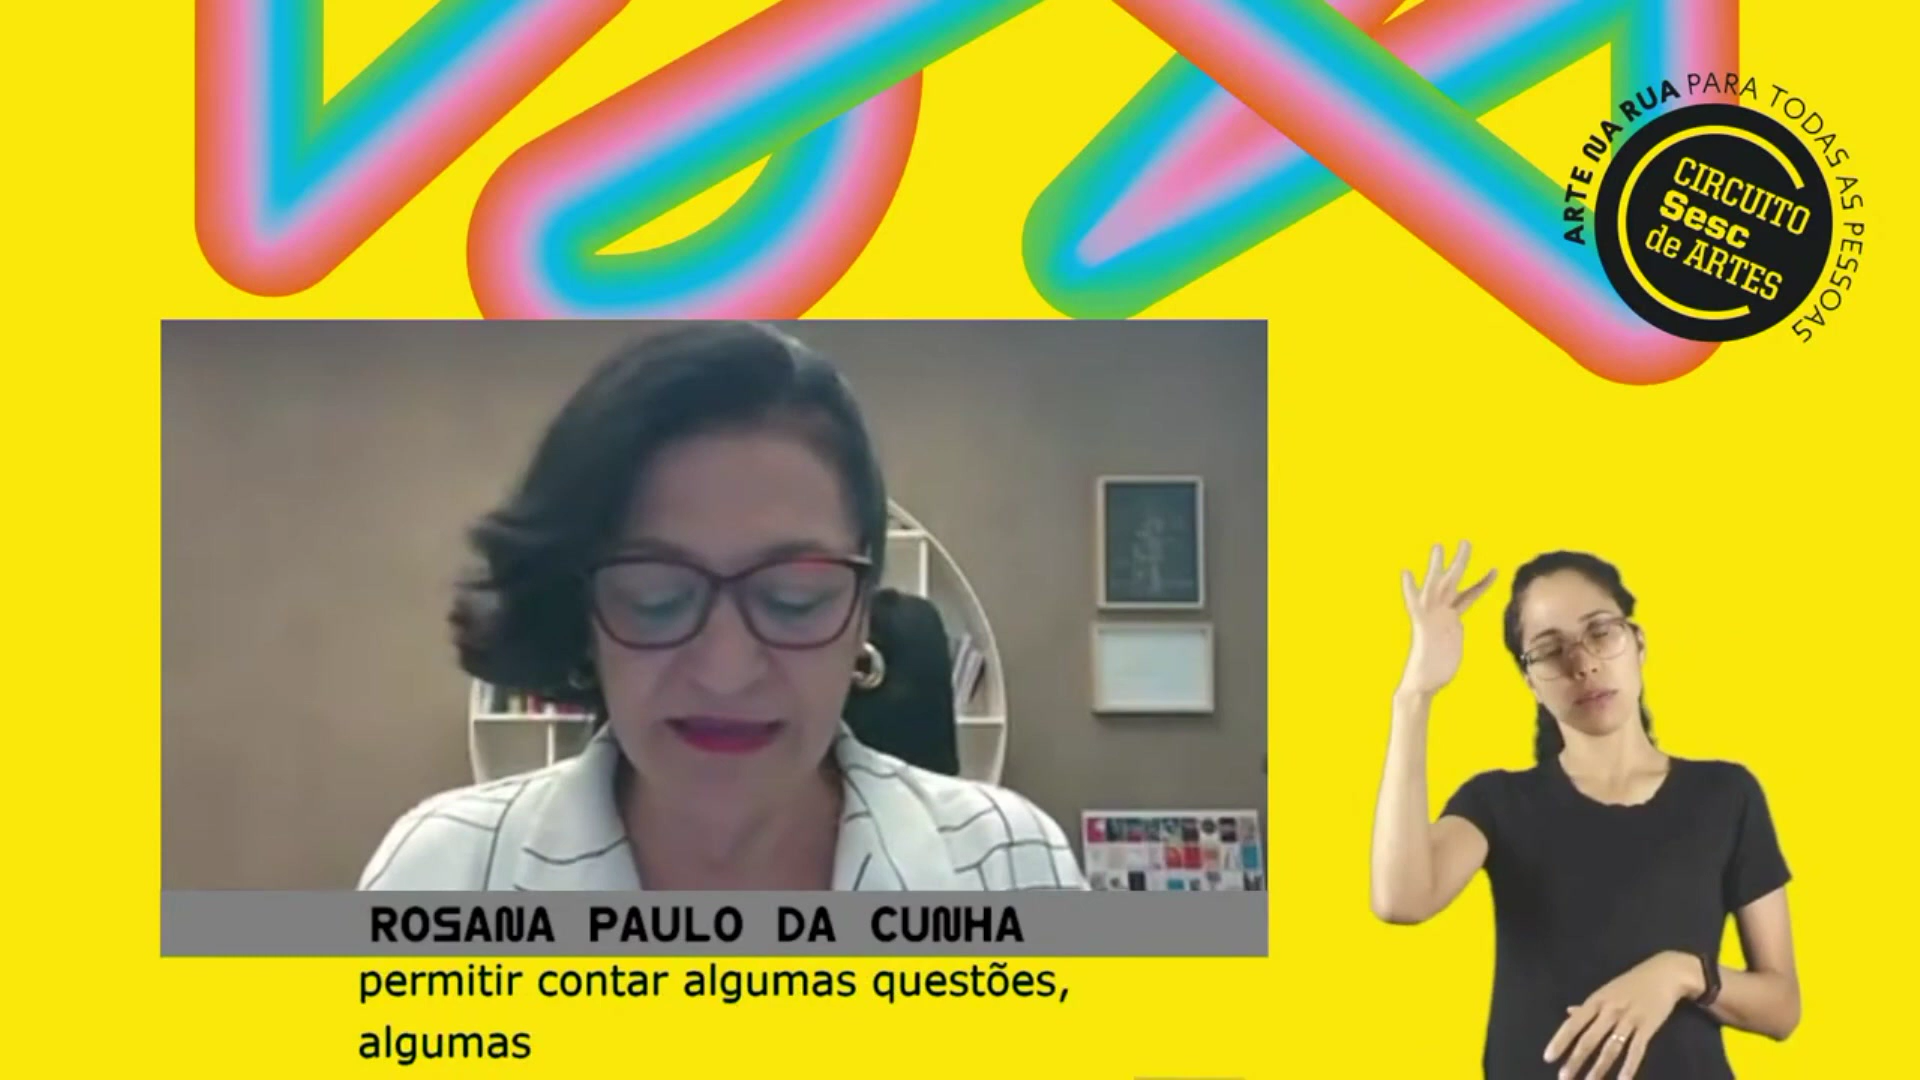 ARTE NA RUA PARA TODAS AS PESSOAS
CIRCUITO
Sesc
de ARTES
ROSANA PAULO DA CUNHA
permitir contar algumas questões,
algumas